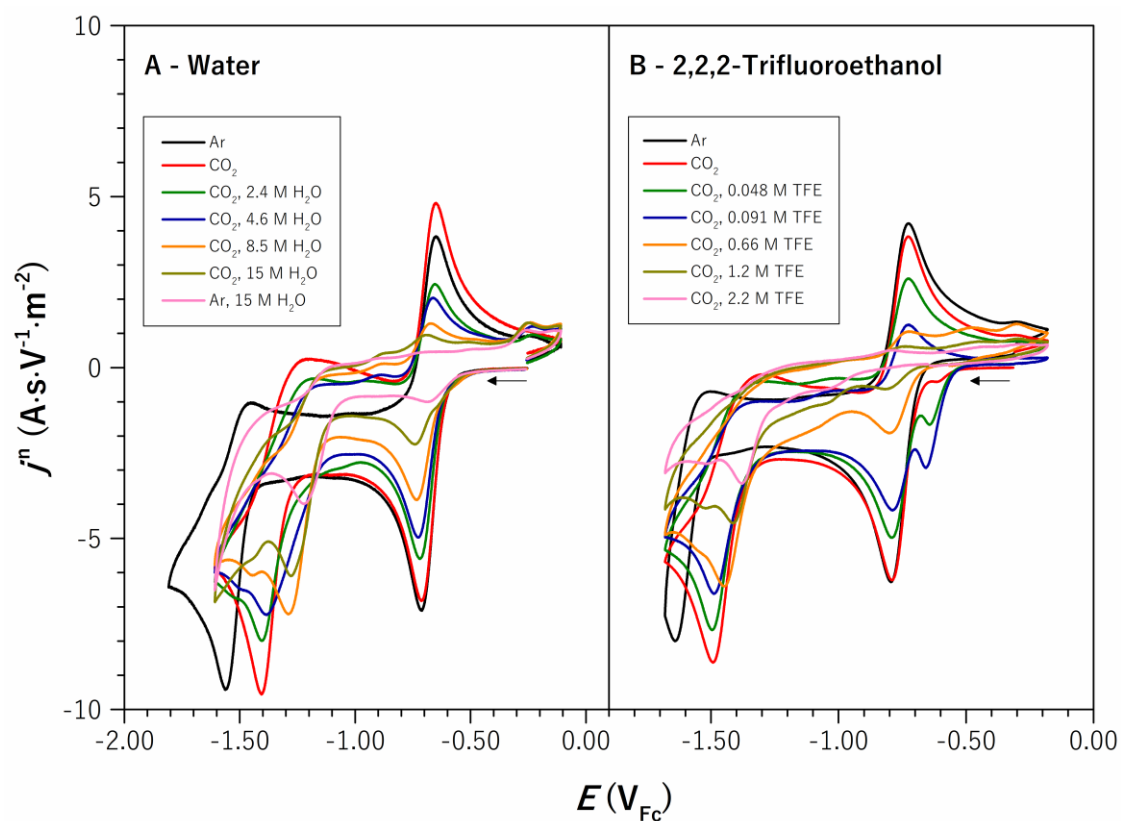 A - Water
Ar
CO₂
CO₂, 2.4 M H₂O
CO₂, 4.6 M H₂O
CO₂, 8.5 M H₂O
CO₂, 15 M H₂O
Ar, 15 M H₂O
B - 2,2,2-Trifluoroethanol
Ar
CO₂
CO₂, 0.048 M TFE
CO₂, 0.091 M TFE
CO₂, 0.66 M TFE
CO₂, 1.2 M TFE
CO₂, 2.2 M TFE
10
5
0
-5
-10
jⁿ (A·s·V⁻¹·m⁻²)
-2.00 -1.50 -1.00 -0.50 0.00
-1.50 -1.00 -0.50 0.00
E (V_Fc)